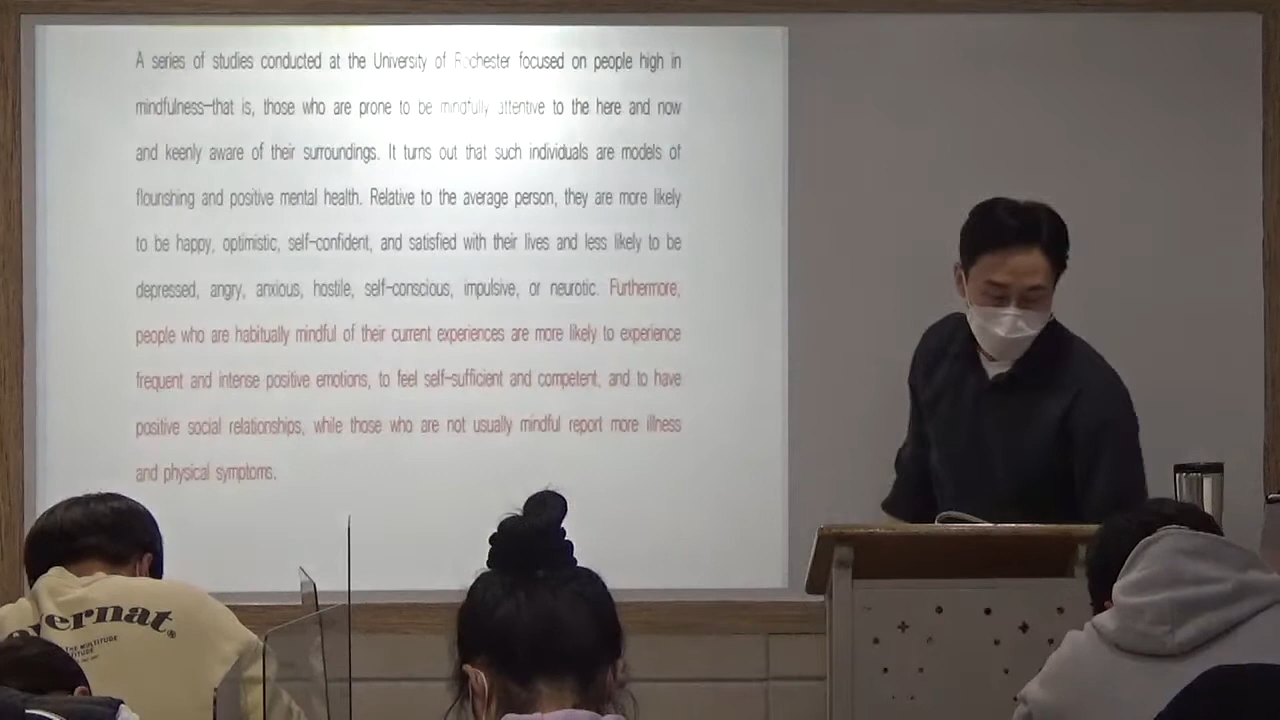 A series of studies conducted at the University of Rochester focused on people high in
mindfulness—that is, those who are prone to be mindfully attentive to the here and now
and keenly aware of their surroundings. It turns out that such individuals are models of
flourishing and positive mental health. Relative to the average person, they are more likely
to be happy, optimistic, self-confident, and satisfied with their lives and less likely to be
depressed, angry, anxious, hostile, self-conscious, impulsive, or neurotic. Furthermore,
people who are habitually mindful of their current experiences are more likely to experience
frequent and intense positive emotions, to feel self-sufficient and competent, and to have
positive social relationships, while those who are not usually mindful report more illness
and physical symptoms.
vernat®
THE MULTITUDE